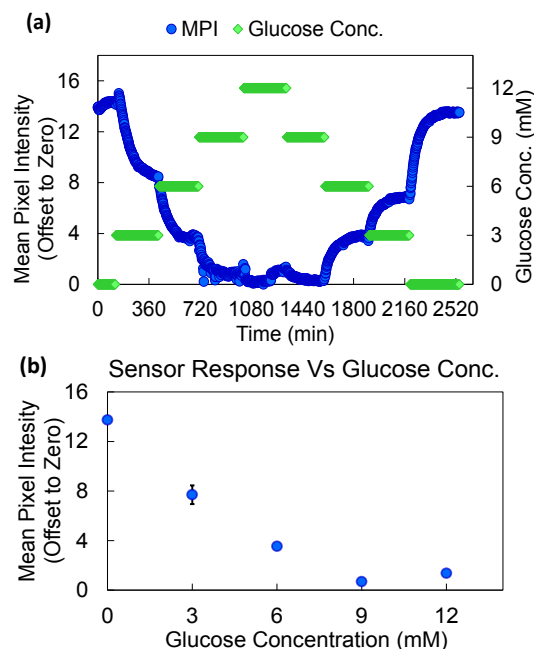 (a)
MPI Glucose Conc.
Mean Pixel Intensity
(Offset to Zero)
16
12
8
4
0
12
9
6
3
0
Glucose Conc. (mM)
0 360 720 1080 1440 1800 2160 2520
Time (min)
(b)
Sensor Response Vs Glucose Conc.
Mean Pixel Intesity
(Offset to Zero)
16
12
8
4
0
0 3 6 9 12
Glucose Concentration (mM)